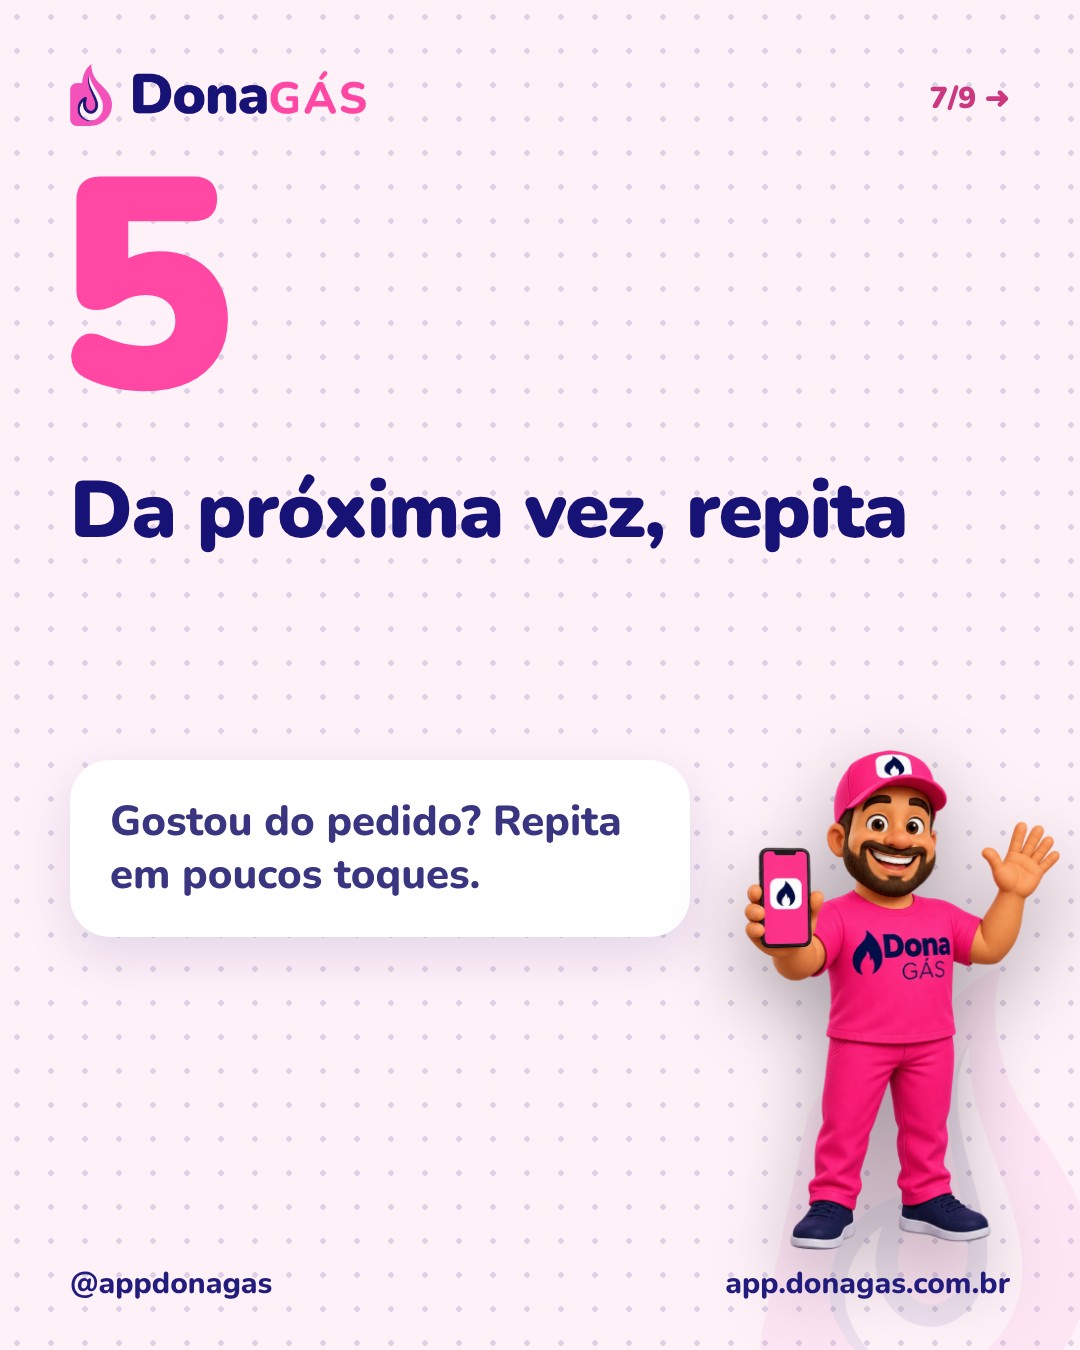 DonaGÁS
7/9 →
5
Da próxima vez, repita
Gostou do pedido? Repita
em poucos toques.
Dona
GÁS
@appdonagas
app.donagas.com.br